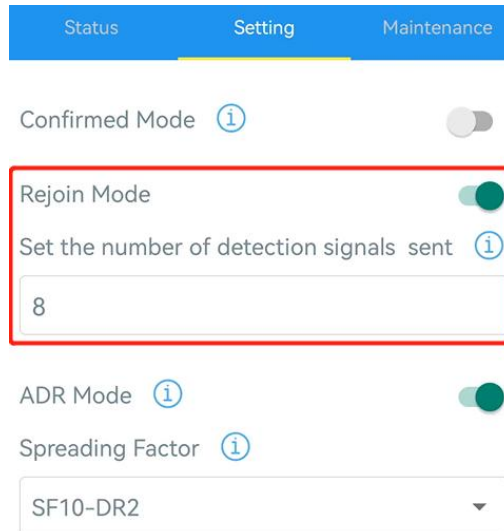 Status Setting Maintenance
Confirmed Mode i
Rejoin Mode
Set the number of detection signals sent i
8
ADR Mode i
Spreading Factor i
SF10-DR2